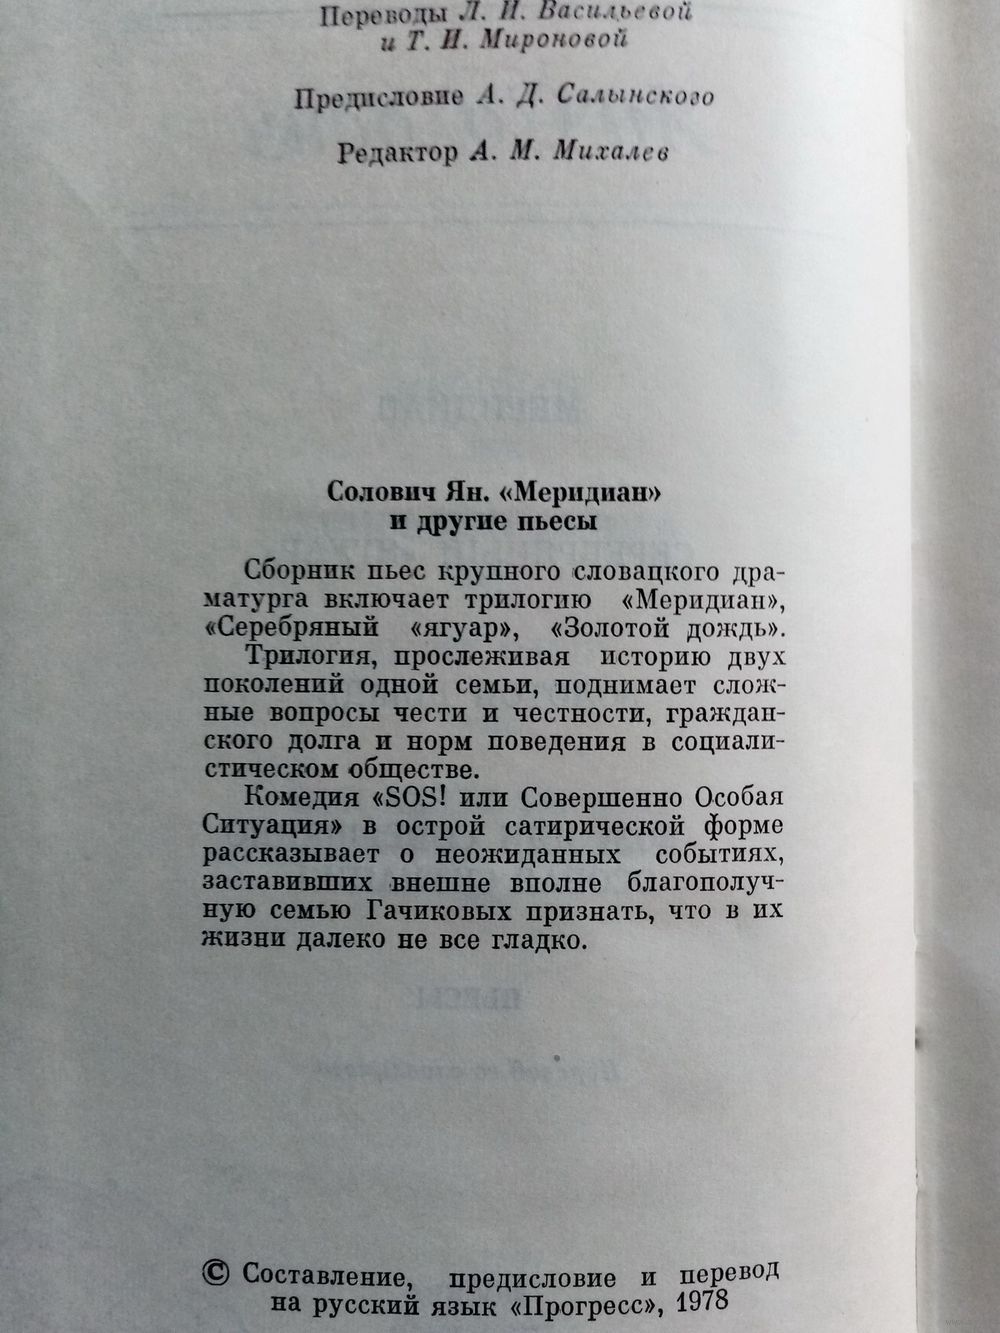 Переводы Л. Н. Васильевой
и Т. И. Мироновой
Предисловие А. Д. Салынского
Редактор А. М. Михалев
Солович Ян. «Меридиан»
и другие пьесы
Сборник пьес крупного словацкого дра-
матурга включает трилогию «Меридиан»,
«Серебряный «ягуар», «Золотой дождь».
Трилогия, прослеживая историю двух
поколений одной семьи, поднимает слож-
ные вопросы чести и честности, граждан-
ского долга и норм поведения в социали-
стическом обществе.
Комедия «SOS! или Совершенно Особая
Ситуация» в острой сатирической форме
рассказывает о неожиданных событиях,
заставивших внешне вполне благополуч-
ную семью Гачиковых признать, что в их
жизни далеко не все гладко.
© Составление, предисловие и перевод
на русский язык «Прогресс», 1978